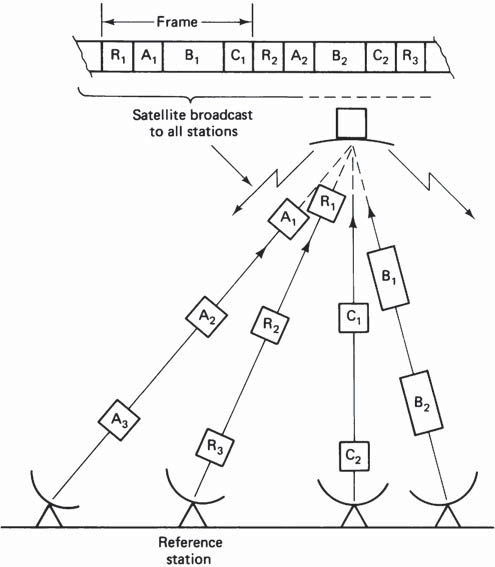 Frame
R₁ A₁ B₁ C₁ R₂ A₂ B₂ C₂ R₃
Satellite broadcast
to all stations
R₁
A₁
B₁
A₂
R₂
C₁
B₂
A₃
R₃
C₂
Reference
station